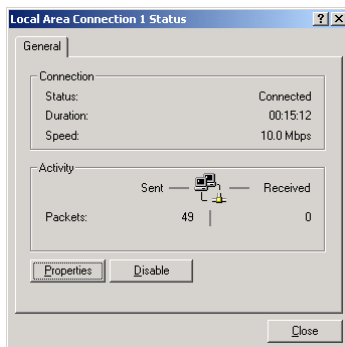 Local Area Connection 1 Status
General
Connection
Status: Connected
Duration: 00:15:12
Speed: 10.0 Mbps
Activity
Sent Received
Packets: 49 0
Properties Disable
Close